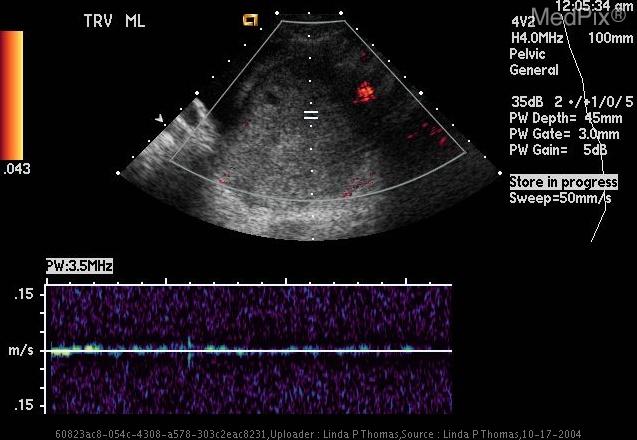 12:05:34 am
TRV ML
MedPix®
4V2
H4.0MHz 100mm
Pelvic
General
35dB 2 •/+1/0/5
PW Depth= 45mm
PW Gate= 3.0mm
PW Gain= 5dB
.043
Store in progress
Sweep=50mm/s
PW:3.5MHz
.15
m/s
.15
60823ac8-054c-4308-a578-303c2eac8231,Uploader : Linda P Thomas,Source : Linda P Thomas,10-17-2004